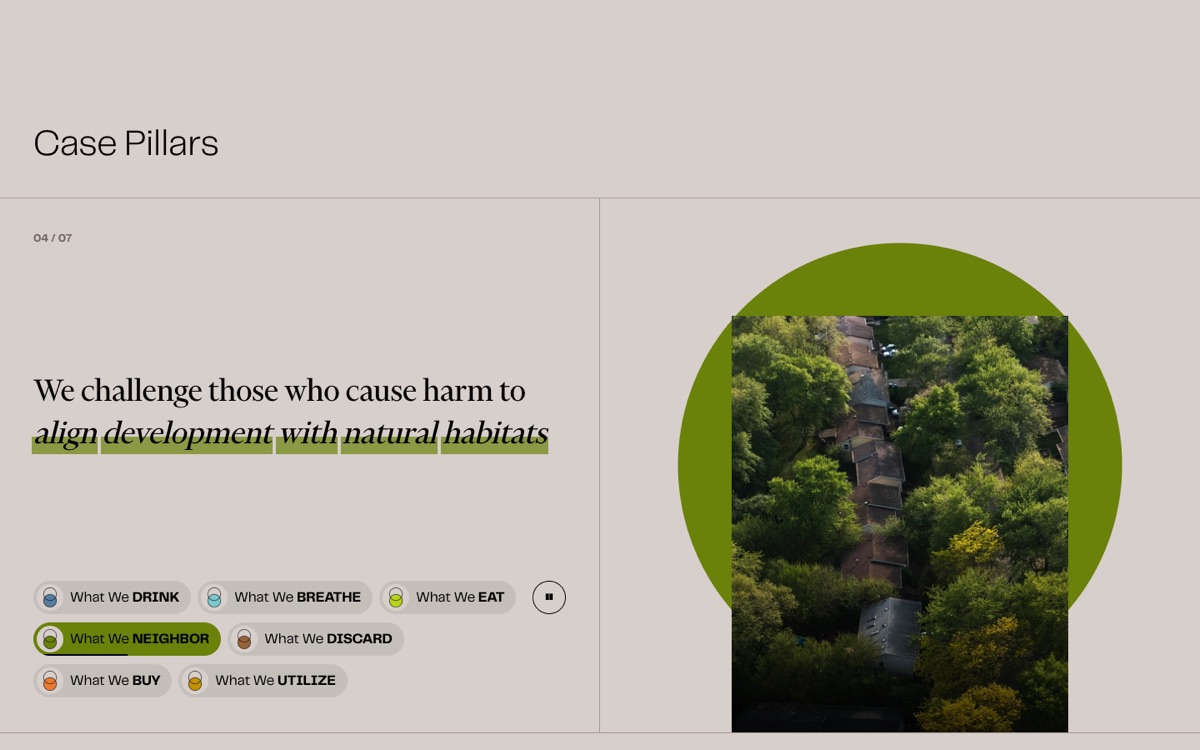 Case Pillars
04 / 07
We challenge those who cause harm to
align development with natural habitats
What We DRINK
What We BREATHE
What We EAT
What We NEIGHBOR
What We DISCARD
What We BUY
What We UTILIZE